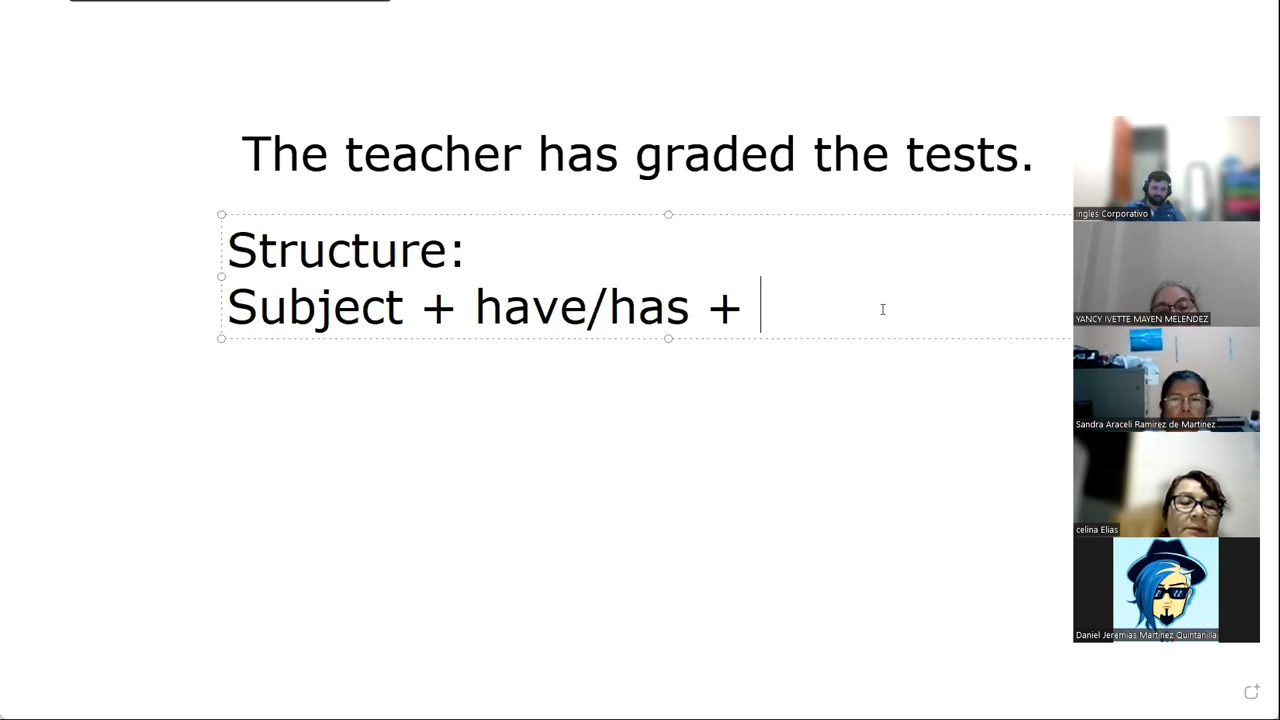 The teacher has graded the tests.
Structure:
Subject + have/has +
Ingles Corporativo
YANCY IVETTE MAYEN MELENDEZ
Sandra Araceli Ramirez de Martinez
celina Elias
Daniel Jeremias Martinez Quintanilla